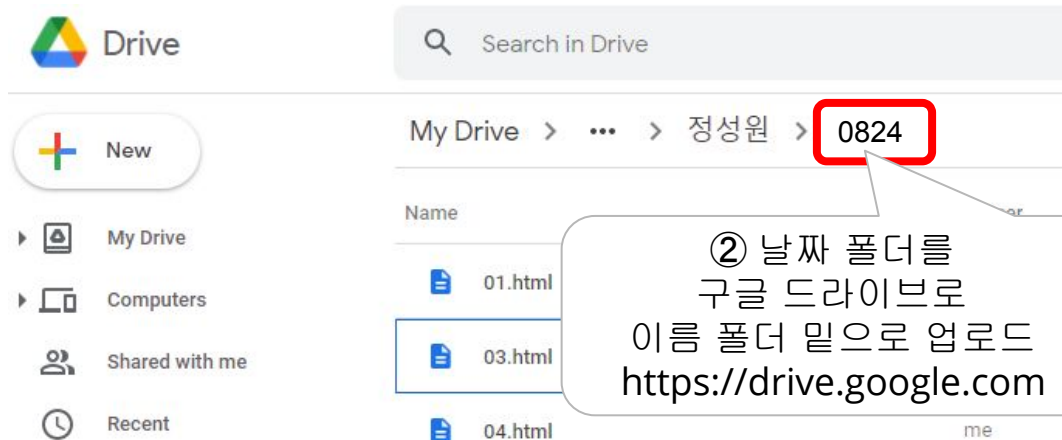 Drive
Search in Drive
New
My Drive > ••• > 정성원 > 0824
Name
My Drive
Computers
Shared with me
Recent
01.html
03.html
04.html
me
② 날짜 폴더를
구글 드라이브로
이름 폴더 밑으로 업로드
https://drive.google.com